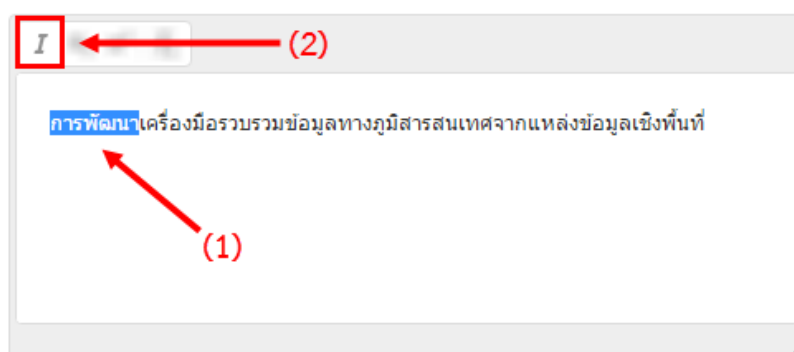 I (2)
การพัฒนาเครื่องมือรวบรวมข้อมูลทางภูมิสารสนเทศจากแหล่งข้อมูลเชิงพื้นที่
(1)